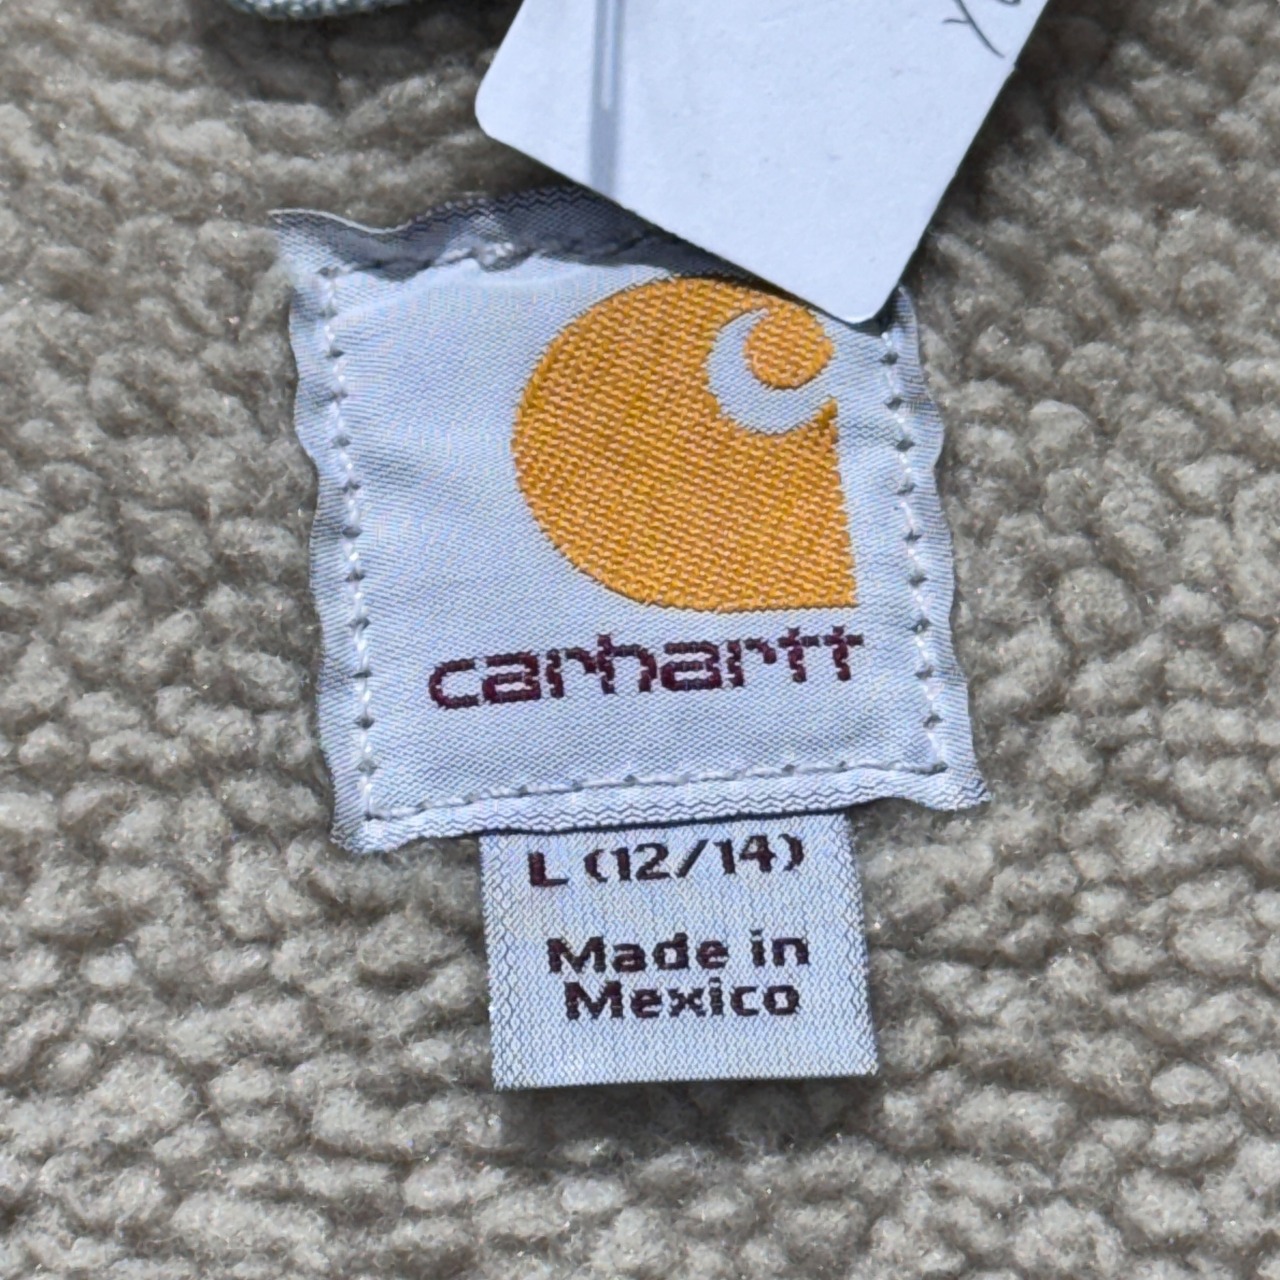 carhartt
L (12/14)
Made in
Mexico